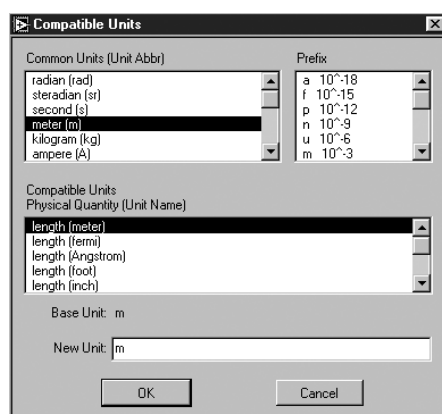 Compatible Units
Common Units (Unit Abbr)
radian (rad)
steradian (sr)
second (s)
meter (m)
kilogram (kg)
ampere (A)
Prefix
a 10^-18
f 10^-15
p 10^-12
n 10^-9
u 10^-6
m 10^-3
Compatible Units
Physical Quantity (Unit Name)
length (meter)
length (fermi)
length (Angstrom)
length (foot)
length (inch)
Base Unit: m
New Unit: m
OK
Cancel